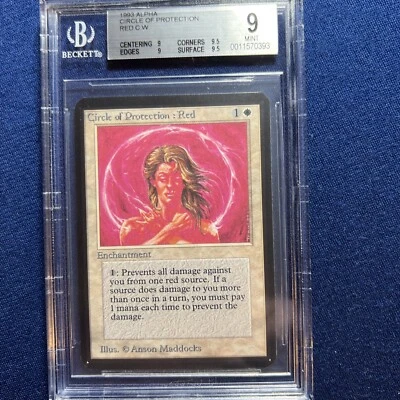 BECKETT®
1993 ALPHA
CIRCLE OF PROTECTION
RED C.W
CENTERING 9 CORNERS 9.5
EDGES 9 SURFACE 9.5
9
MINT
0011570393
Circle of Protection : Red 1
Enchantment
1: Prevents all damage against
you from one red source. If a
source does damage to you more
than once in a turn, you must pay
1 mana each time to prevent the
damage.
Illus. © Anson Maddocks